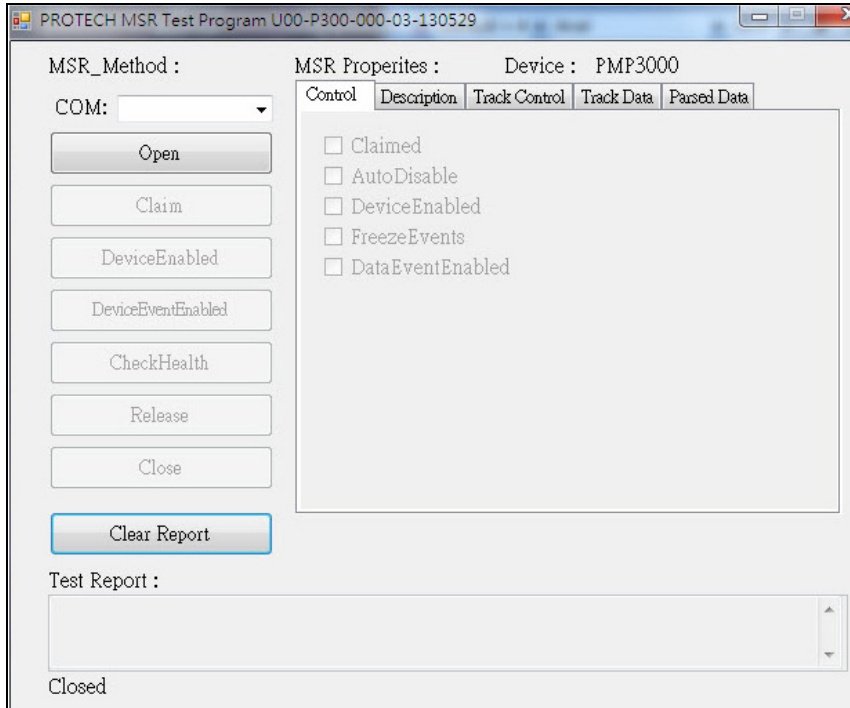 PROTECH MSR Test Program U00-P300-000-03-130529
MSR_Method :
MSR Properites :
Device : PMP3000
COM:
Control
Description
Track Control
Track Data
Parsed Data
Open
Claim
DeviceEnabled
DeviceEventEnabled
CheckHealth
Release
Close
Clear Report
Claimed
AutoDisable
DeviceEnabled
FreezeEvents
DataEventEnabled
Test Report :
Closed